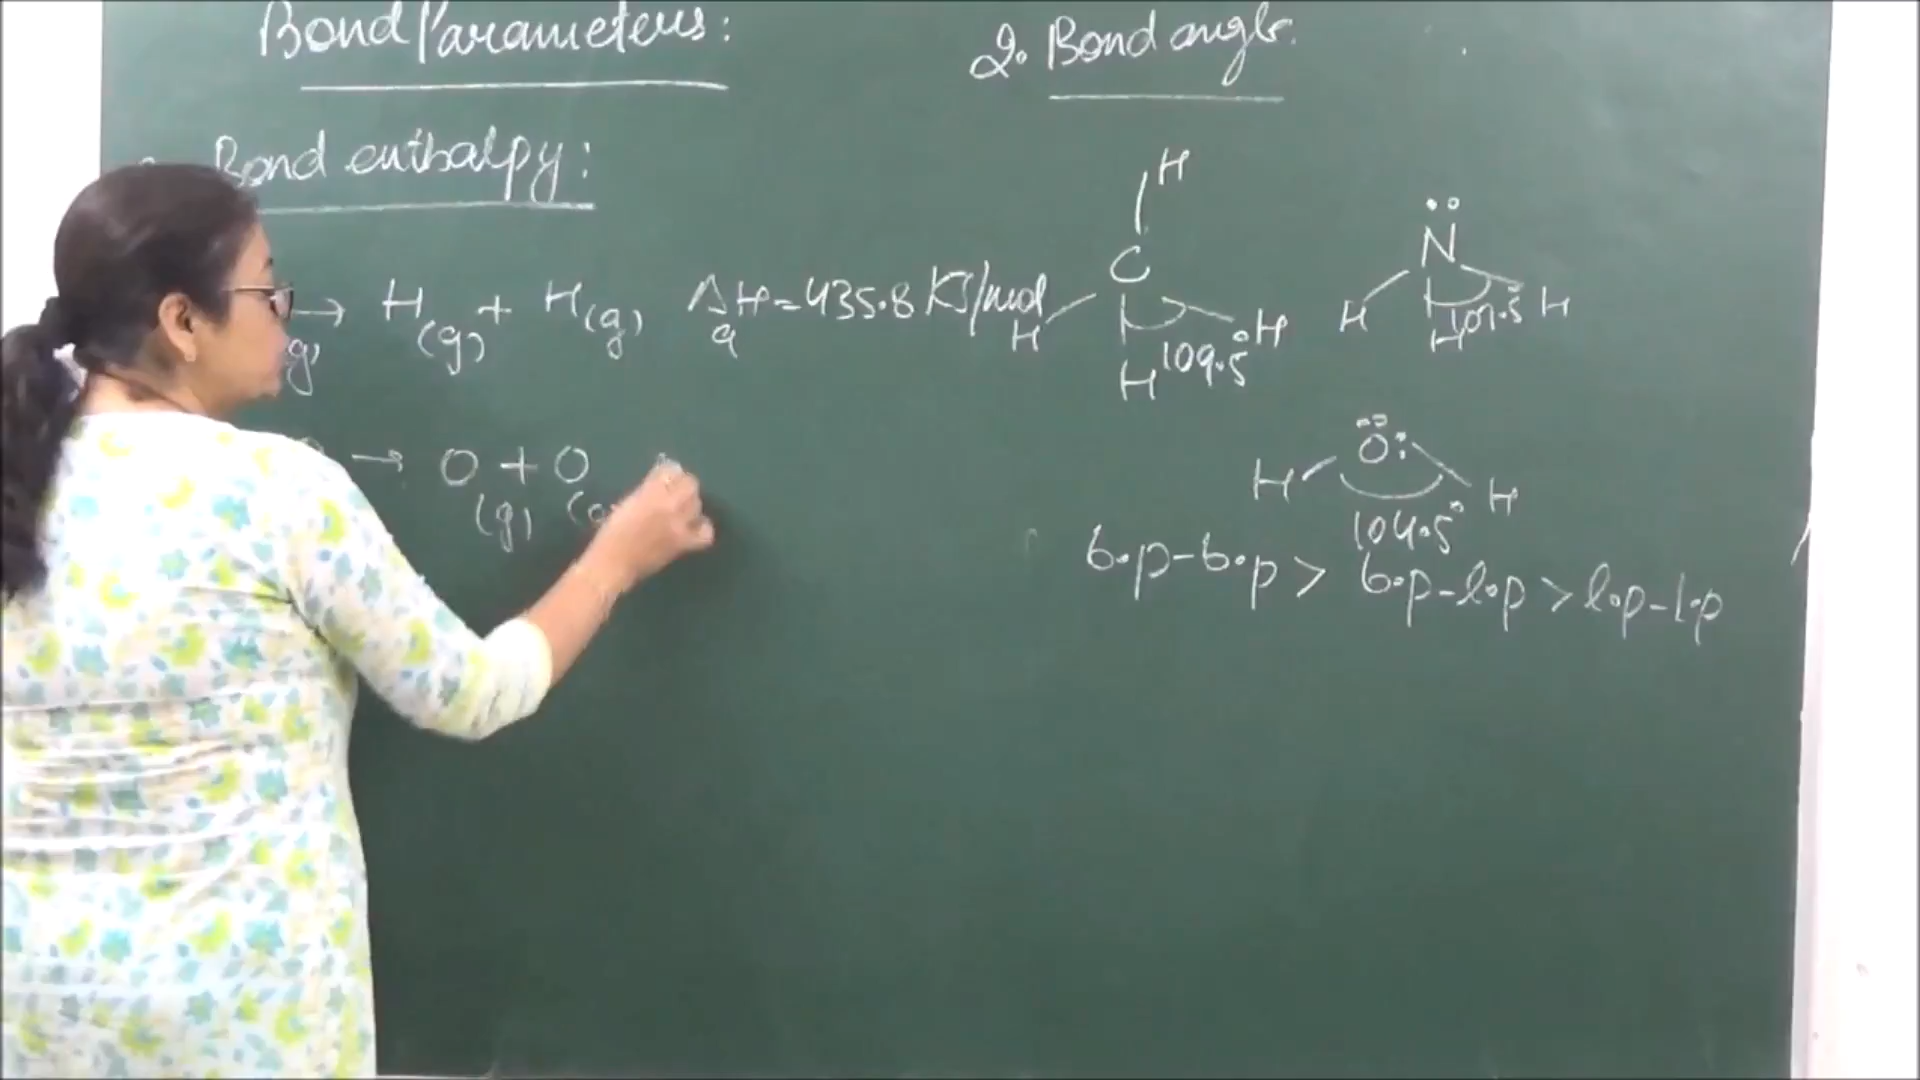 Bond Parameters:
Bond enthalpy:
(g) → H(g) + H(g) ΔaH = 435.8 KJ/mol
→ O(g) + O
2. Bond angle.
H
C
H
H
H
109.5°
N
H
H
H
107.5°
O
H
H
104.5°
b.p-b.p > b.p-l.p > l.p-l.p